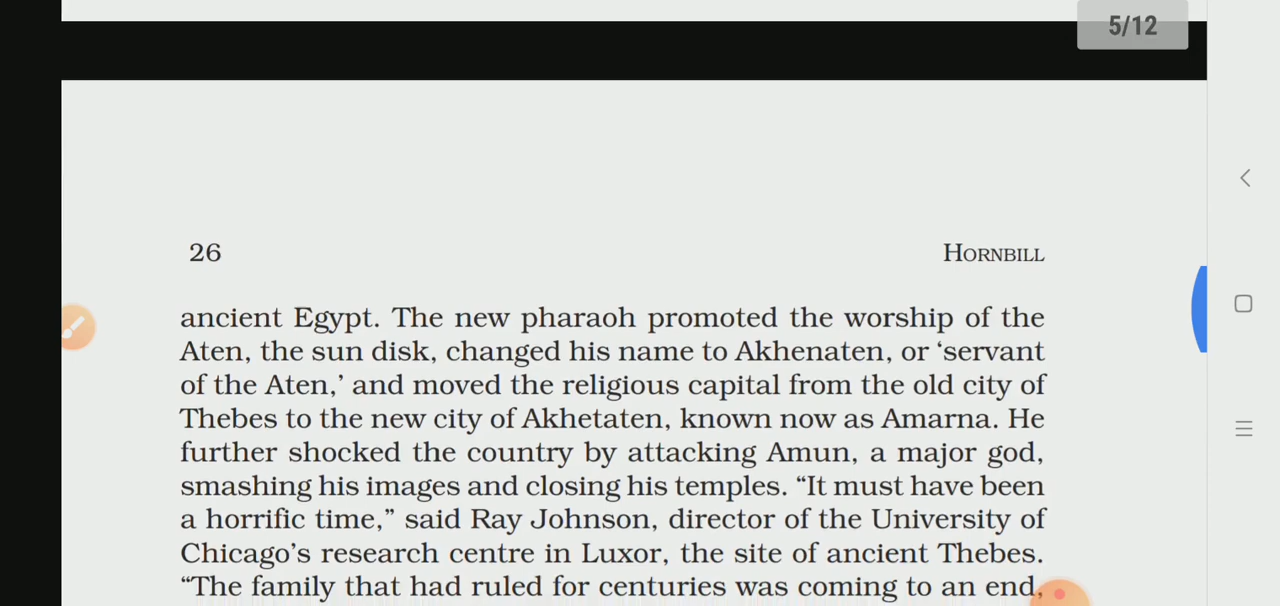 5/12
26 HORNBILL
ancient Egypt. The new pharaoh promoted the worship of the
Aten, the sun disk, changed his name to Akhenaten, or ‘servant
of the Aten,’ and moved the religious capital from the old city of
Thebes to the new city of Akhetaten, known now as Amarna. He
further shocked the country by attacking Amun, a major god,
smashing his images and closing his temples. “It must have been
a horrific time,” said Ray Johnson, director of the University of
Chicago’s research centre in Luxor, the site of ancient Thebes.
“The family that had ruled for centuries was coming to an end,